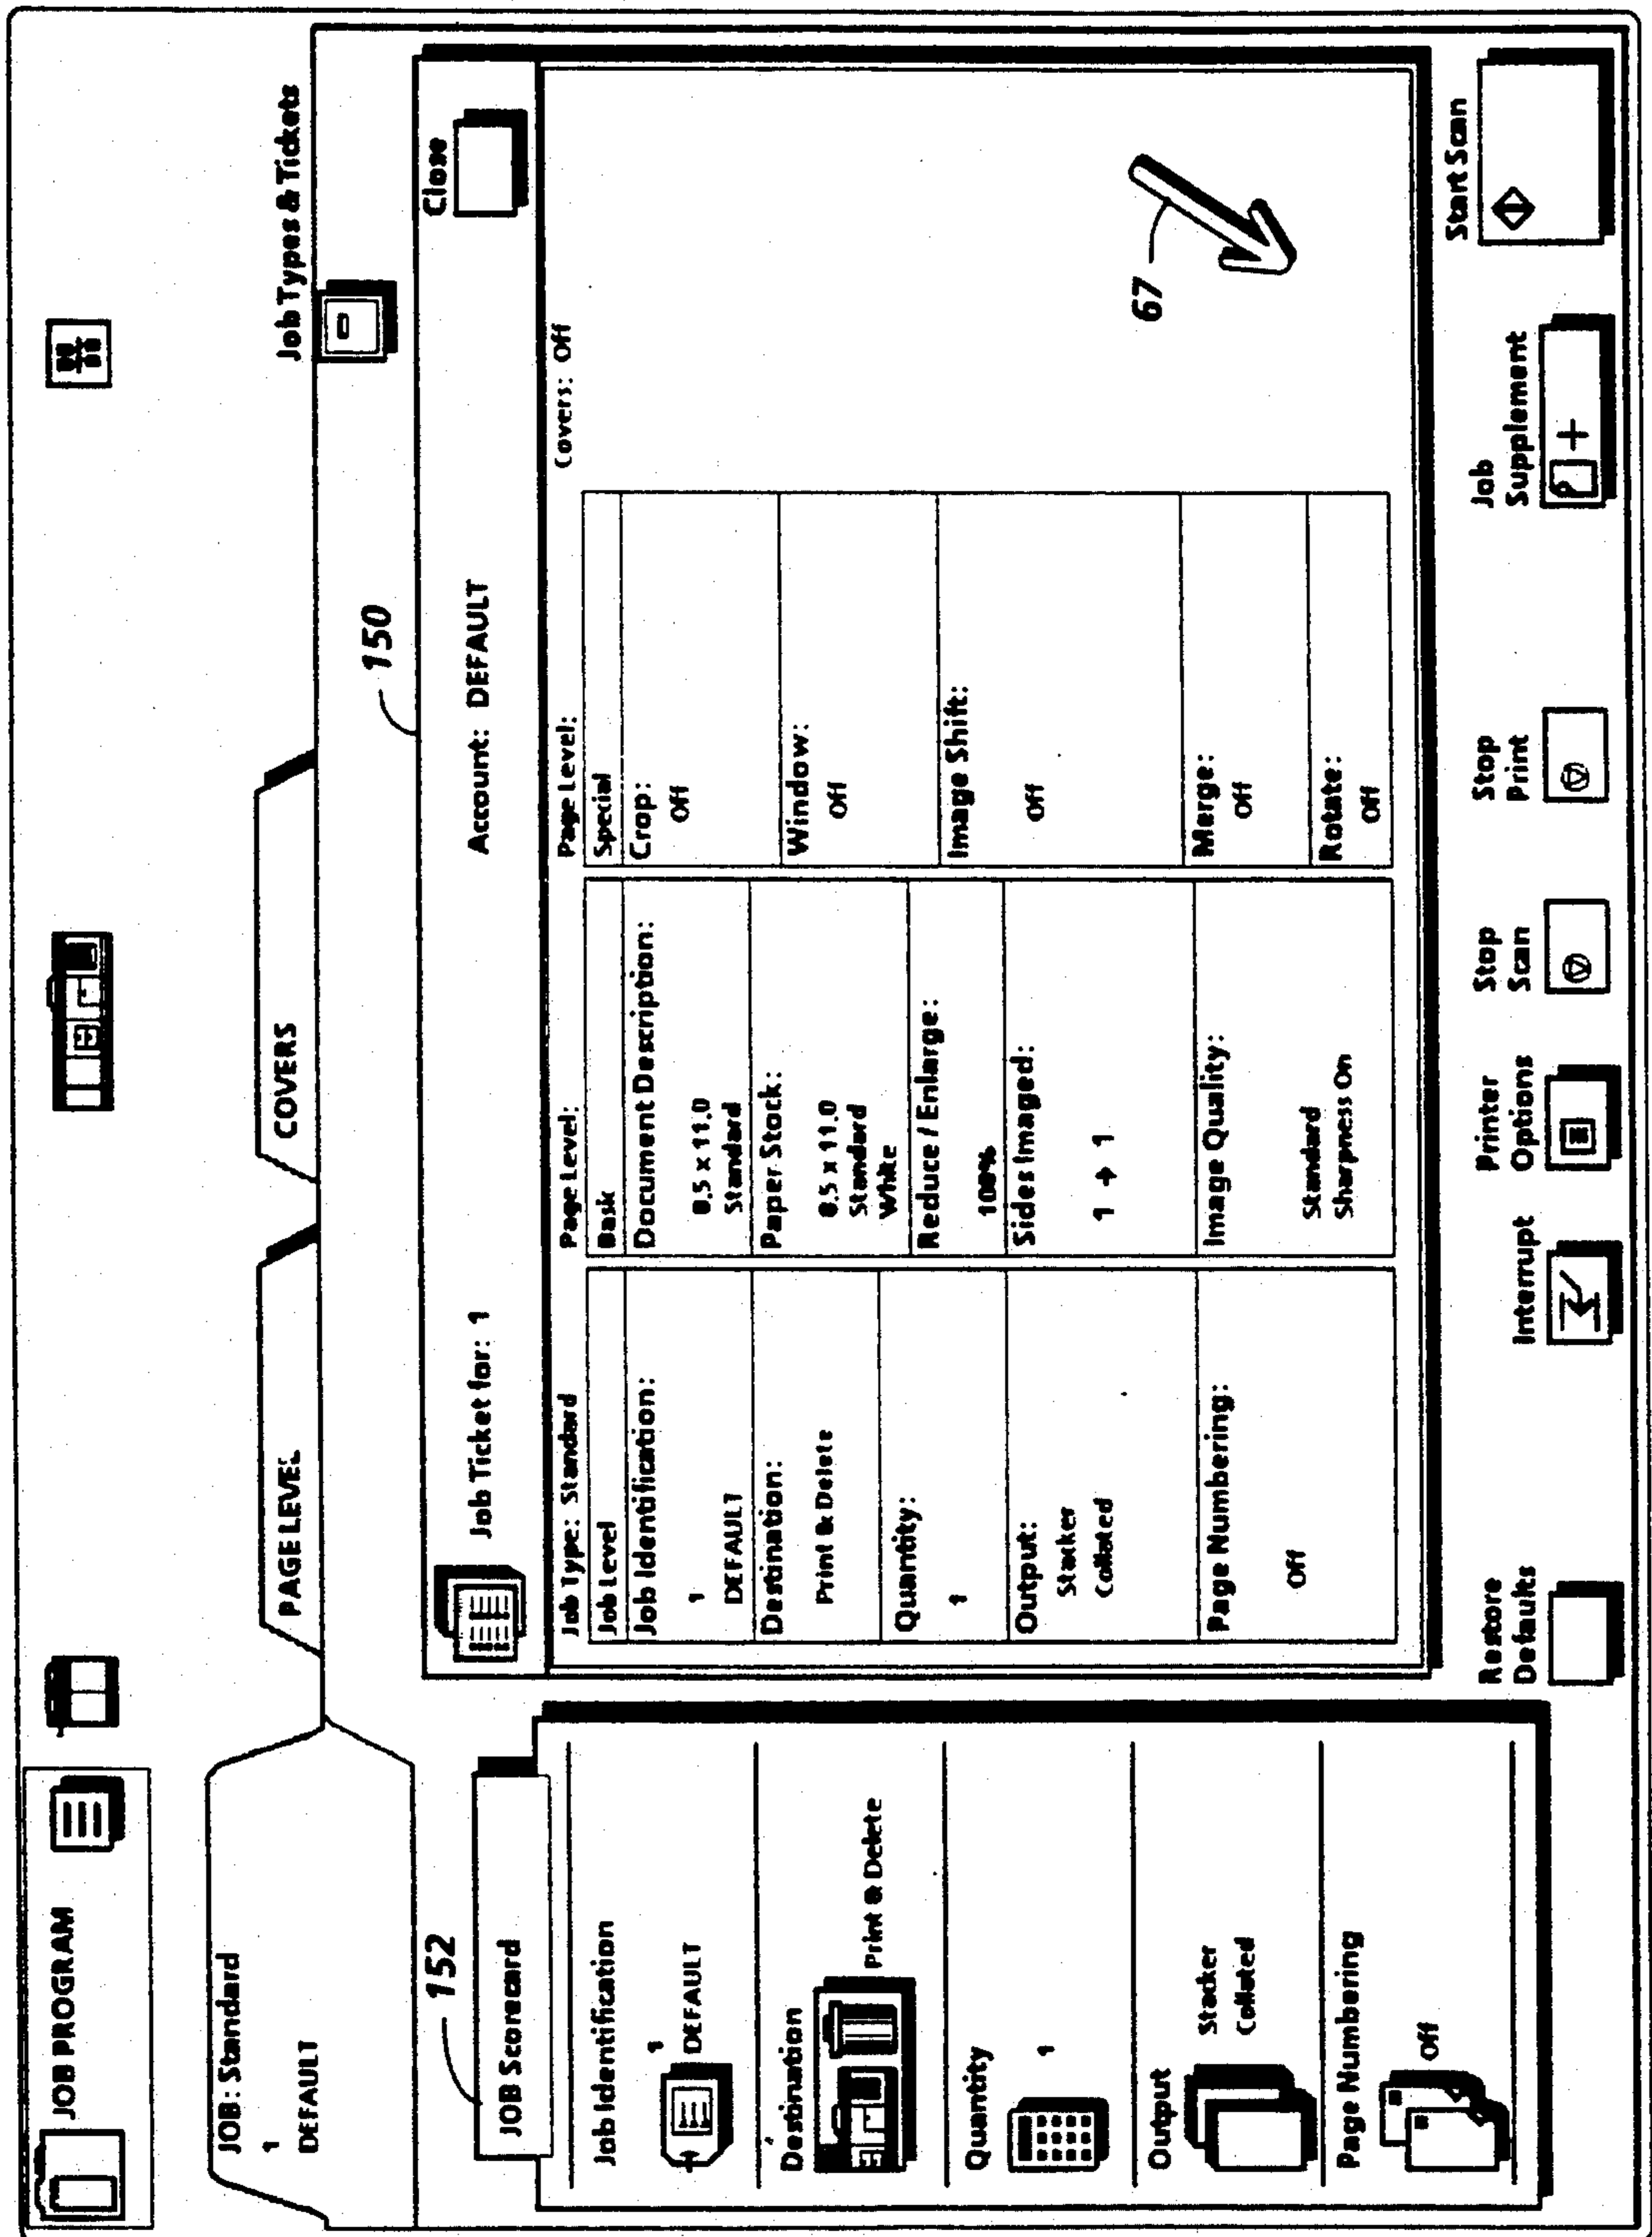 JOB PROGRAM
JOB: Standard
1
DEFAULT
PAGE LEVEL
COVERS
Job Types & Tickets
152
150
JOB Scorecard
Job Identification
1
DEFAULT
Destination
Print & Delete
Quantity
1
Output
Stacker
Collated
Page Numbering
Off
Job Ticket for: 1
Account: DEFAULT
Close
Job Type: Standard
Job Level
Job Identification:
1
DEFAULT
Destination:
Print & Delete
Quantity:
1
Output:
Stacker
Collated
Page Numbering:
Off
Page Level:
Basic
Document Description:
8.5 x 11.0
Standard
Paper Stock:
8.5 x 11.0
Standard
White
Reduce / Enlarge:
100%
Sides Imaged:
1 → 1
Image Quality:
Standard
Sharpness On
Page Level:
Special
Crop:
Off
Window:
Off
Image Shift:
Off
Merge:
Off
Rotate:
Off
Covers: Off
67
Restore
Defaults
Interrupt
Printer
Options
Stop
Scan
Stop
Print
Job
Supplement
Start Scan